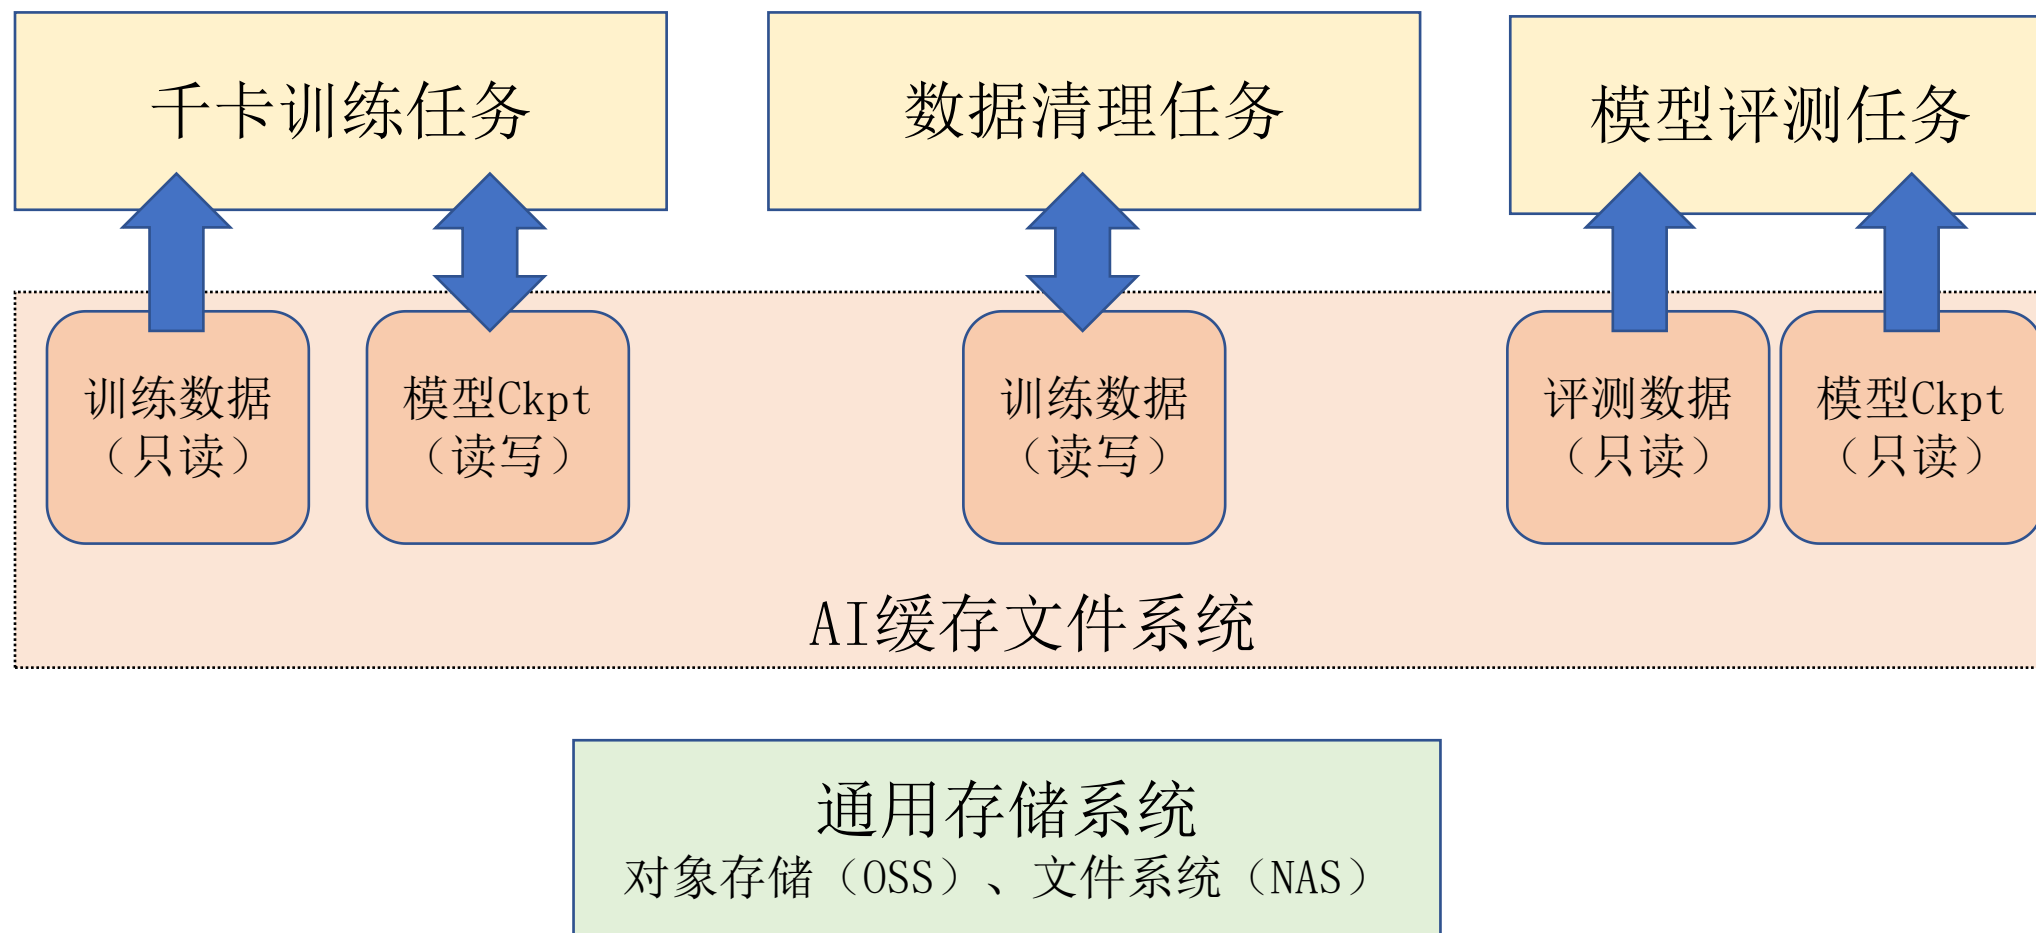 千卡训练任务
数据清理任务
模型评测任务
训练数据
（只读）
模型Ckpt
（读写）
训练数据
（读写）
评测数据
（只读）
模型Ckpt
（只读）
AI缓存文件系统
通用存储系统
对象存储（OSS）、文件系统（NAS）